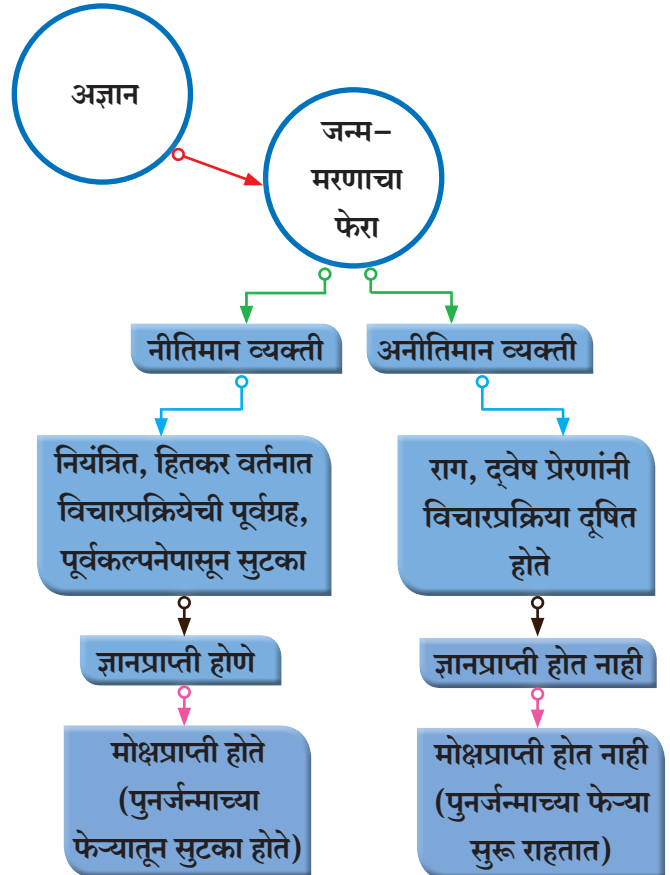 अज्ञान
जन्म–
मरणाचा
फेरा
नीतिमान व्यक्ती
अनीतिमान व्यक्ती
नियंत्रित, हितकर वर्तनात
विचारप्रक्रियेची पूर्वग्रह,
पूर्वकल्पनेपासून सुटका
राग, द्‌वेष प्रेरणांनी
विचारप्रक्रिया दूषित
होते
ज्ञानप्राप्ती होणे
ज्ञानप्राप्ती होत नाही
मोक्षप्राप्ती होते
(पुनर्जन्माच्या
फेऱ्यातून सुटका होते)
मोक्षप्राप्ती होत नाही
(पुनर्जन्माच्या फेऱ्या
सुरू राहतात)